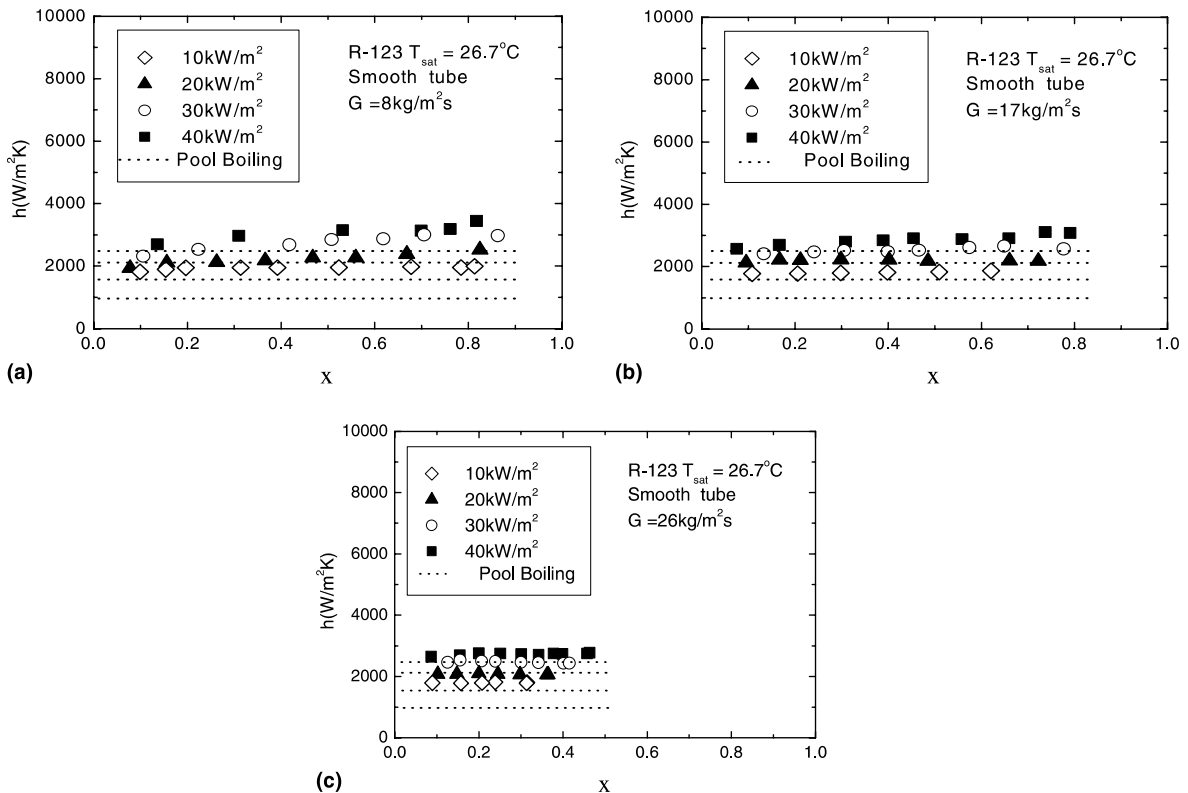 10000
8000
6000
4000
2000
0
h(W/m²K)
10kW/m²
20kW/m²
30kW/m²
40kW/m²
Pool Boiling
R-123 Tsat = 26.7°C
Smooth tube
G =8kg/m²s
0.0 0.2 0.4 0.6 0.8 1.0
(a)
x
10000
8000
6000
4000
2000
0
h(W/m²K)
10kW/m²
20kW/m²
30kW/m²
40kW/m²
Pool Boiling
R-123 Tsat = 26.7°C
Smooth tube
G =17kg/m²s
0.0 0.2 0.4 0.6 0.8 1.0
(b)
x
10000
8000
6000
4000
2000
0
h(W/m²K)
10kW/m²
20kW/m²
30kW/m²
40kW/m²
Pool Boiling
R-123 Tsat = 26.7°C
Smooth tube
G =26kg/m²s
0.0 0.2 0.4 0.6 0.8 1.0
(c)
x